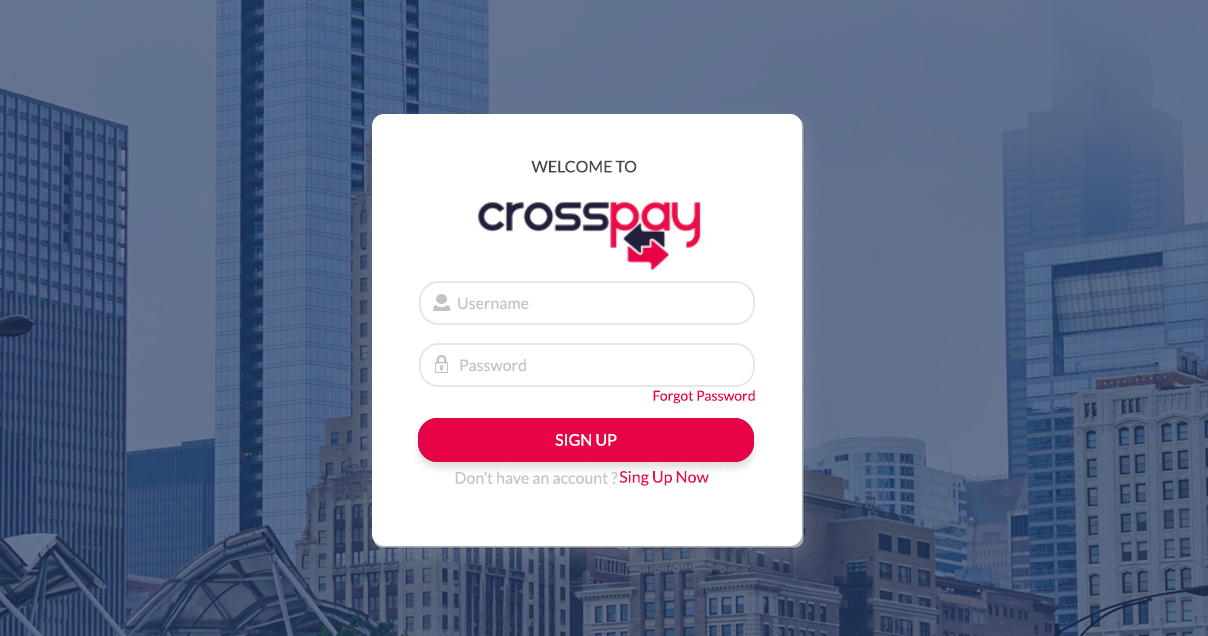 WELCOME TO
crosspay
Username
Password
Forgot Password
SIGN UP
Don't have an account ? Sing Up Now